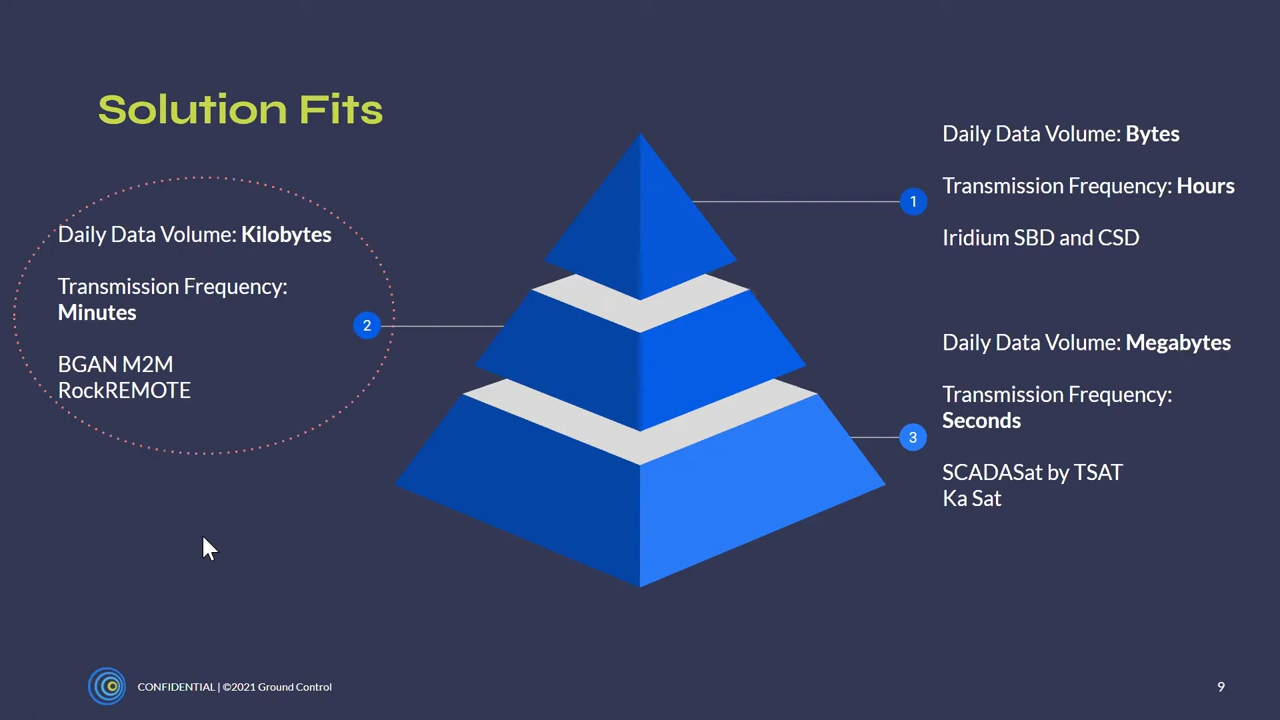 Solution Fits
Daily Data Volume: Bytes
Transmission Frequency: Hours
Iridium SBD and CSD
1
Daily Data Volume: Kilobytes
Transmission Frequency:
Minutes
BGAN M2M
RockREMOTE
2
Daily Data Volume: Megabytes
Transmission Frequency:
Seconds
SCADASat by TSAT
Ka Sat
3
CONFIDENTIAL | ©2021 Ground Control
9